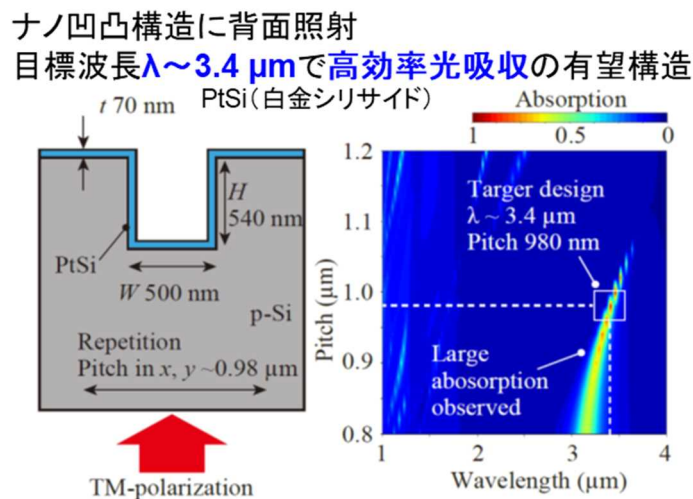 ナノ凹凸構造に背面照射
目標波長λ～3.4 μmで高効率光吸収の有望構造
PtSi（白金シリサイド）
t 70 nm
H
540 nm
PtSi
W 500 nm
p-Si
Repetition
Pitch in x, y ~0.98 μm
TM-polarization
Absorption
1 0.5 0
1.2
1.1
1.0
0.9
0.8
Pitch (μm)
Targer design
λ ~ 3.4 μm
Pitch 980 nm
Large
abosorption
observed
1 2 3 4
Wavelength (μm)